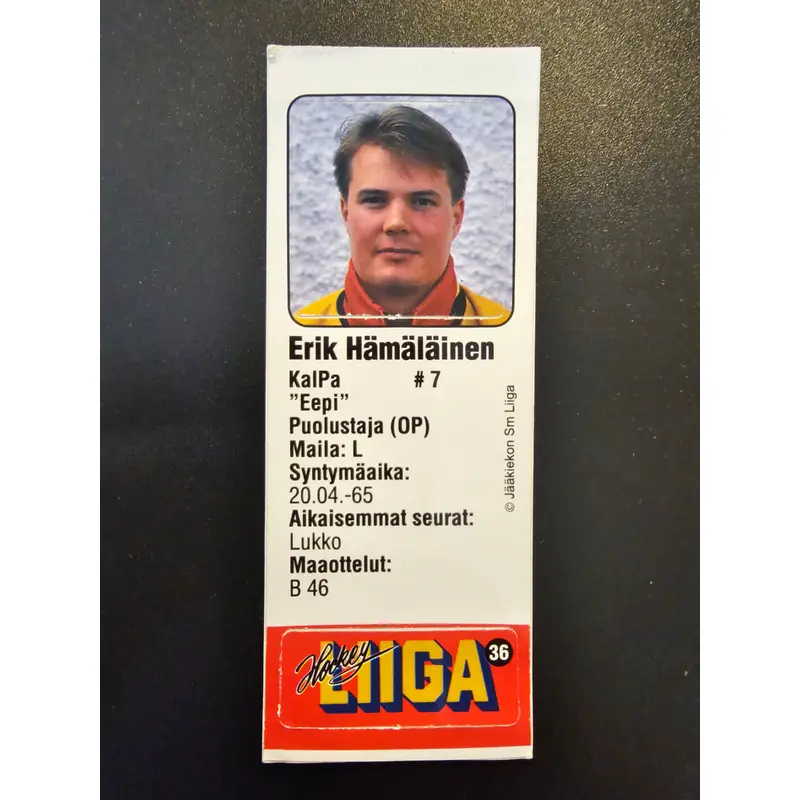 Erik Hämäläinen
KalPa # 7
”Eepi”
Puolustaja (OP)
Maila: L
Syntymäaika:
20.04.-65
Aikaisemmat seurat:
Lukko
Maaottelut:
B 46
© Jääkiekon Sm Liiga
Hockey
LIIGA
36